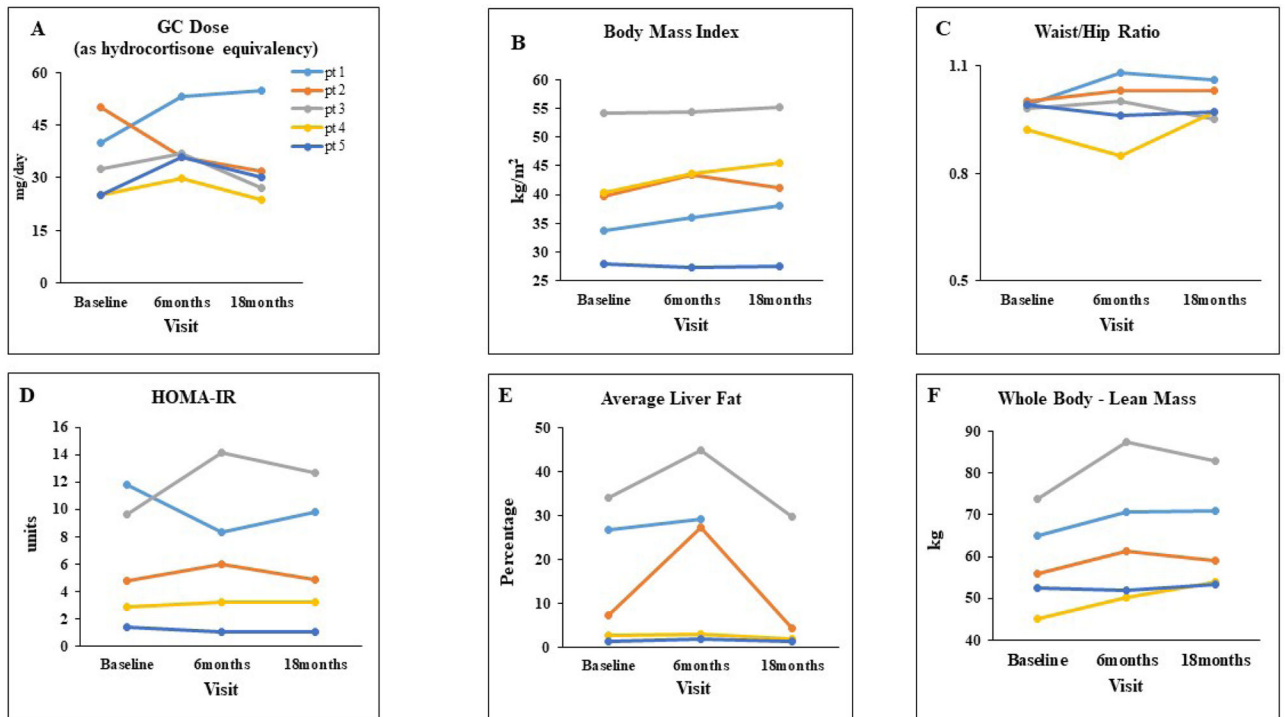 A
GC Dose
(as hydrocortisone equivalency)
60
45
30
15
0
mg/day
pt 1
pt 2
pt 3
pt 4
pt 5
Baseline 6months 18months
Visit
B
Body Mass Index
60
55
50
45
40
35
30
25
kg/m²
Baseline 6months 18months
Visit
C
Waist/Hip Ratio
1.1
0.8
0.5
Baseline 6months 18months
Visit
D
HOMA-IR
16
14
12
10
8
6
4
2
0
units
Baseline 6months 18months
Visit
E
Average Liver Fat
50
40
30
20
10
0
Percentage
Baseline 6months 18months
Visit
F
Whole Body - Lean Mass
90
80
70
60
50
40
kg
Baseline 6months 18months
Visit